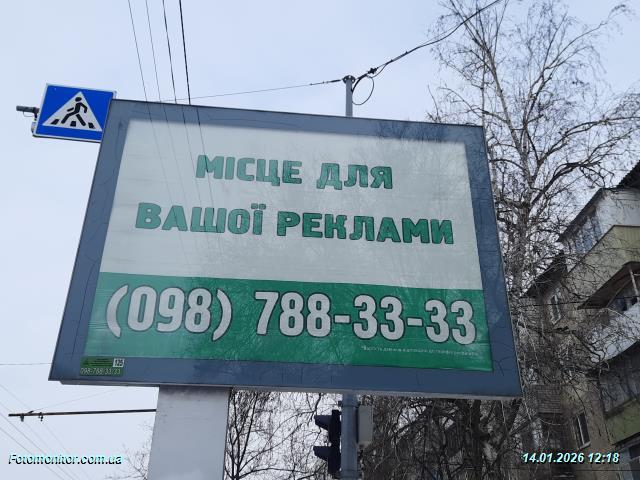 МІСЦЕ ДЛЯ
ВАШОЇ РЕКЛАМИ
(098) 788-33-33
125
098-788-33-33
Fotomonitor.com.ua
14.01.2026 12:18